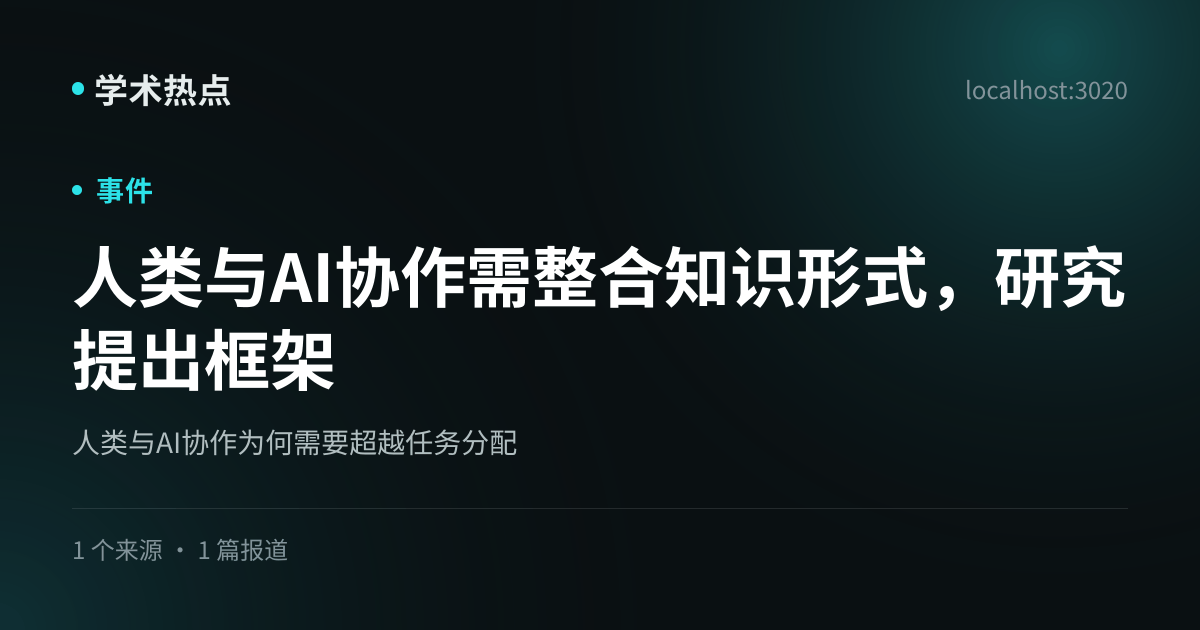 学术热点
localhost:3020
事件
人类与AI协作需整合知识形式，研究
提出框架
人类与AI协作为何需要超越任务分配
1 个来源 · 1 篇报道